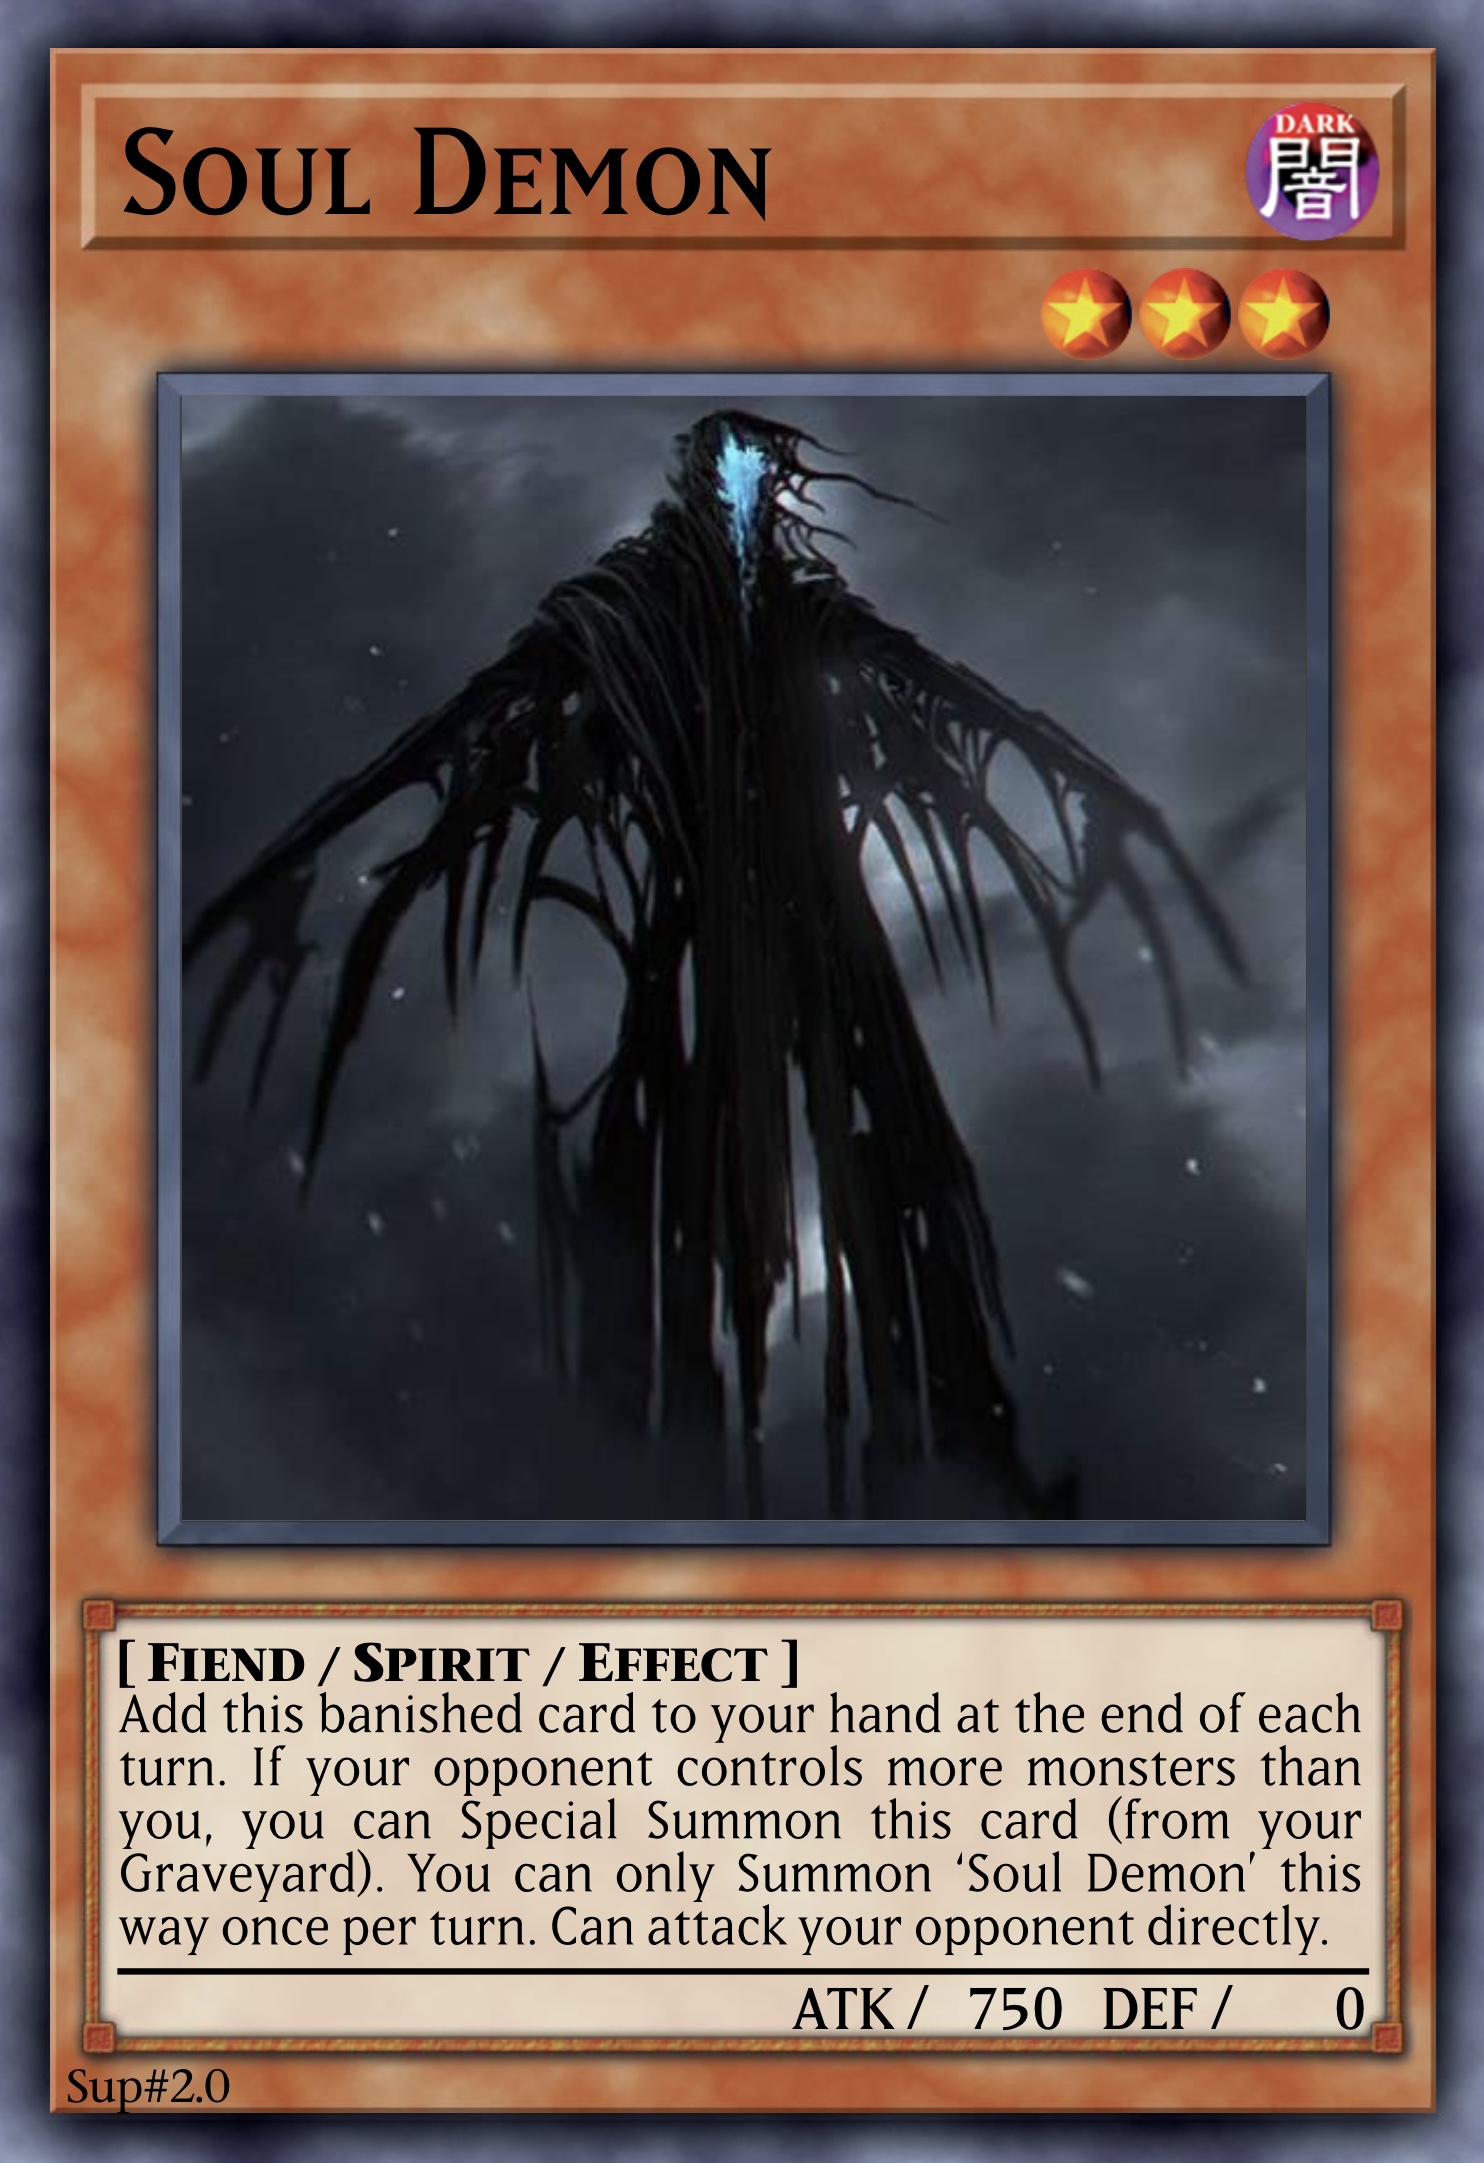 Soul Demon
DARK
闇
[ Fiend / Spirit / Effect ]
Add this banished card to your hand at the end of each
turn. If your opponent controls more monsters than
you, you can Special Summon this card (from your
Graveyard). You can only Summon ‘Soul Demon’ this
way once per turn. Can attack your opponent directly.
ATK / 750 DEF / 0
Sup#2.0